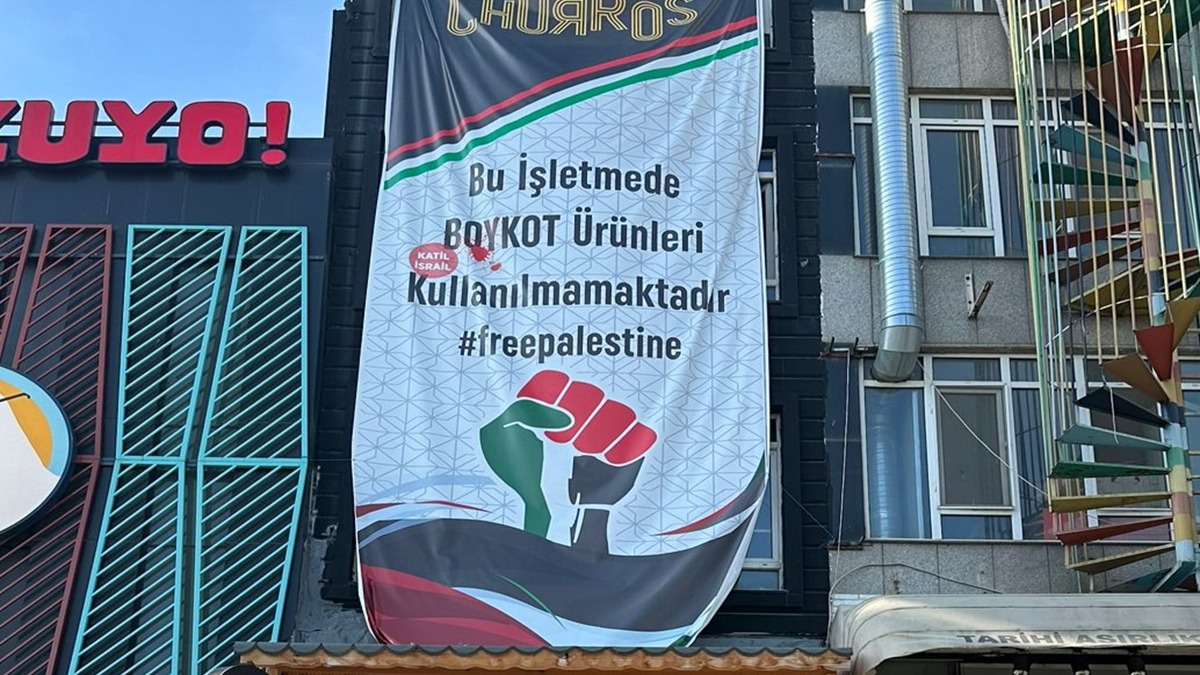 CHURROS
YUYO!
Bu İşletmede
BOYKOT Ürünleri
KATİL
İSRAİL
Kullanılmamaktadır
#freepalestine
TARİHİ ASIRLIK